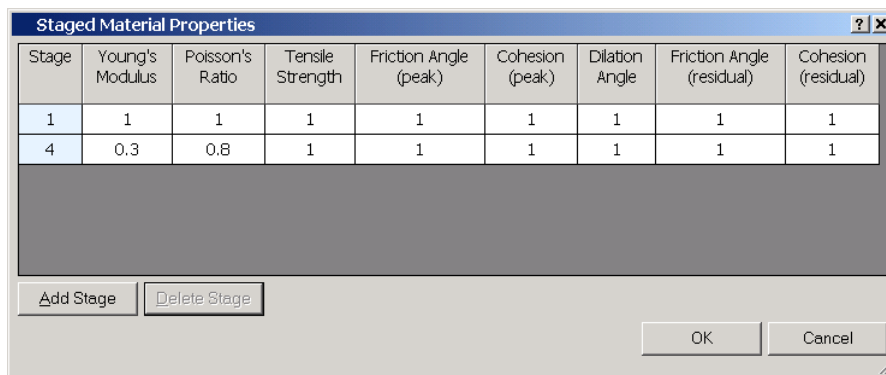 Staged Material Properties
Stage Young's Modulus Poisson's Ratio Tensile Strength Friction Angle (peak) Cohesion (peak) Dilation Angle Friction Angle (residual) Cohesion (residual)
1 1 1 1 1 1 1 1 1
4 0.3 0.8 1 1 1 1 1 1
Add Stage Delete Stage
OK Cancel